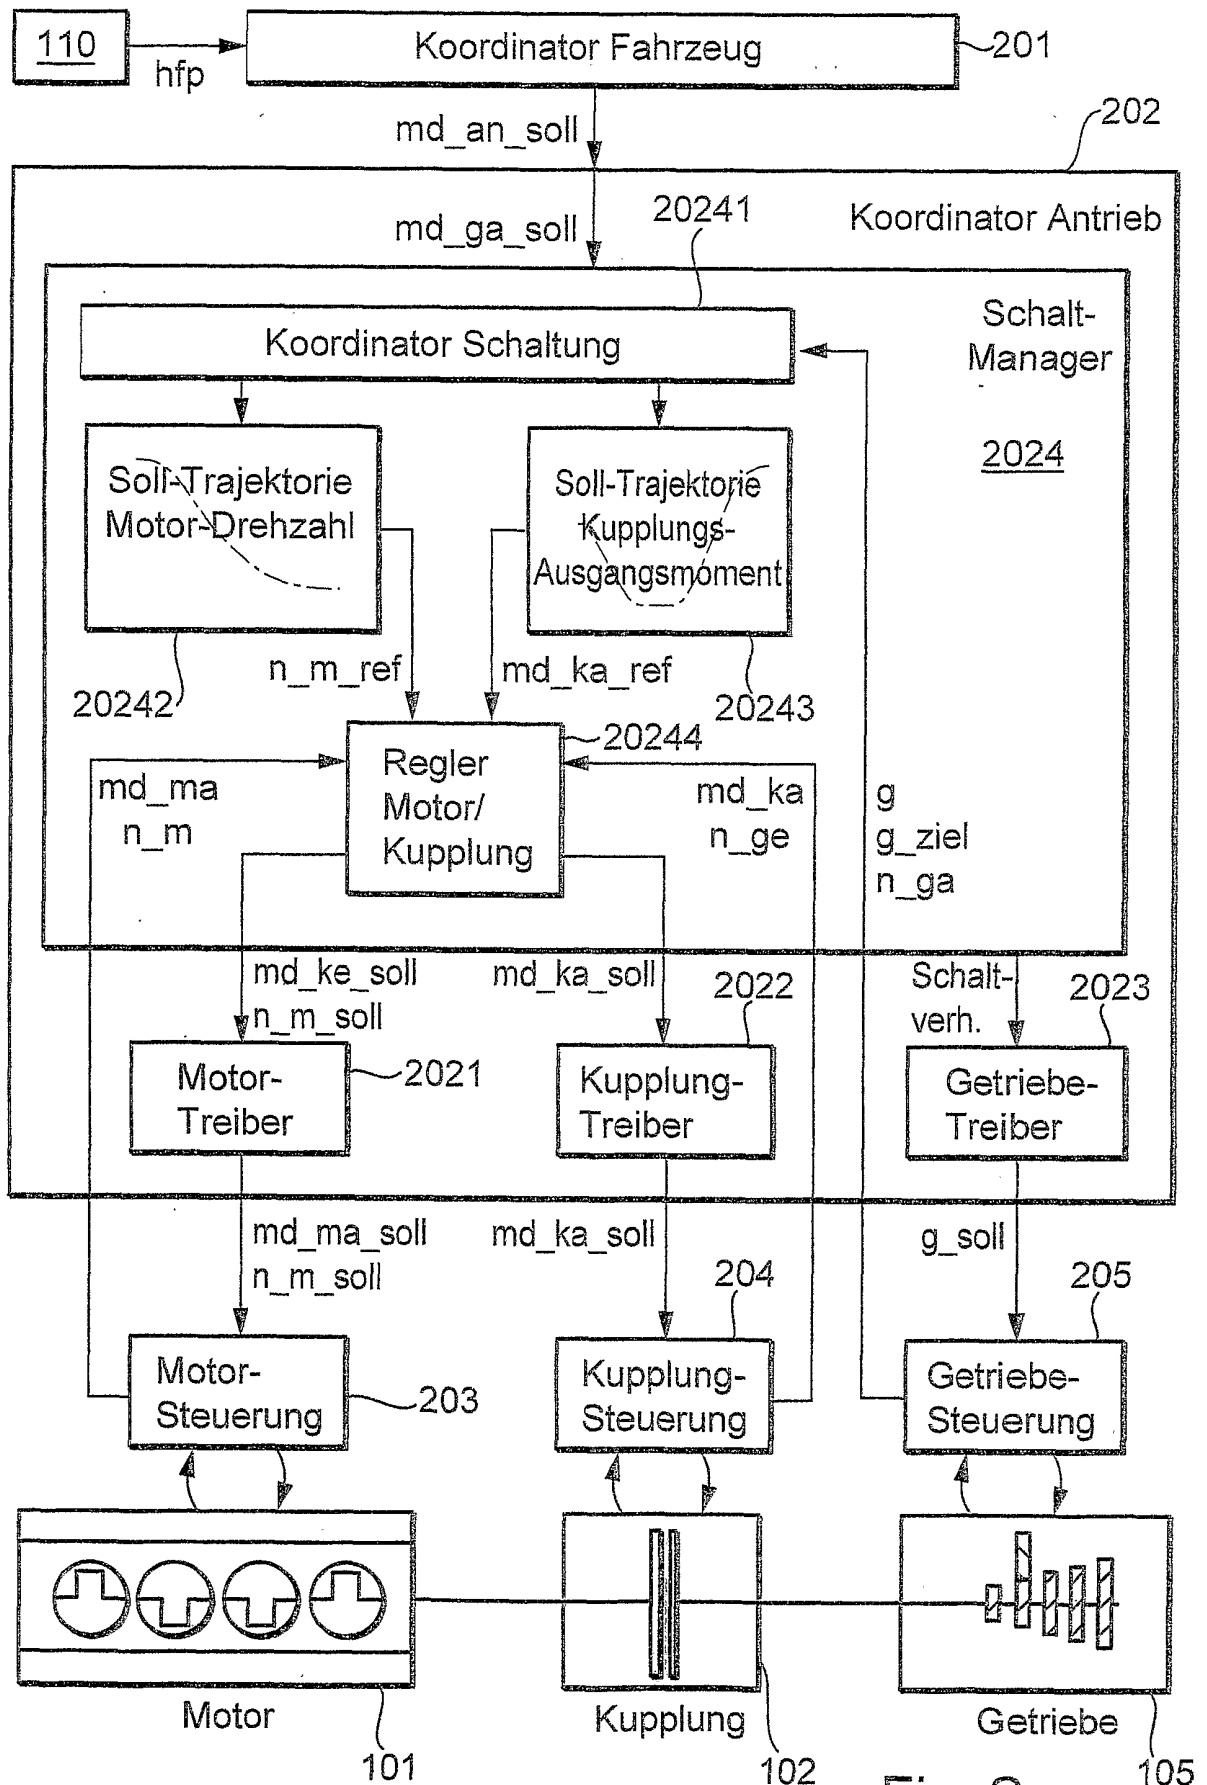 110
hfp
Koordinator Fahrzeug
201
md_an_soll
202
Koordinator Antrieb
md_ga_soll
20241
Koordinator Schaltung
Schalt-
Manager
2024
Soll-Trajektorie
Motor-Drehzahl
Soll-Trajektorie
Kupplungs-
Ausgangsmoment
n_m_ref
md_ka_ref
20242
20243
20244
Regler
Motor/
Kupplung
md_ma
n_m
md_ka
n_ge
g
g_ziel
n_ga
md_ke_soll
n_m_soll
md_ka_soll
2022
Schalt-
verh.
2023
Motor-
Treiber
2021
Kupplung-
Treiber
Getriebe-
Treiber
md_ma_soll
n_m_soll
md_ka_soll
g_soll
204
205
Motor-
Steuerung
203
Kupplung-
Steuerung
Getriebe-
Steuerung
Motor
101
Kupplung
102
Getriebe
105